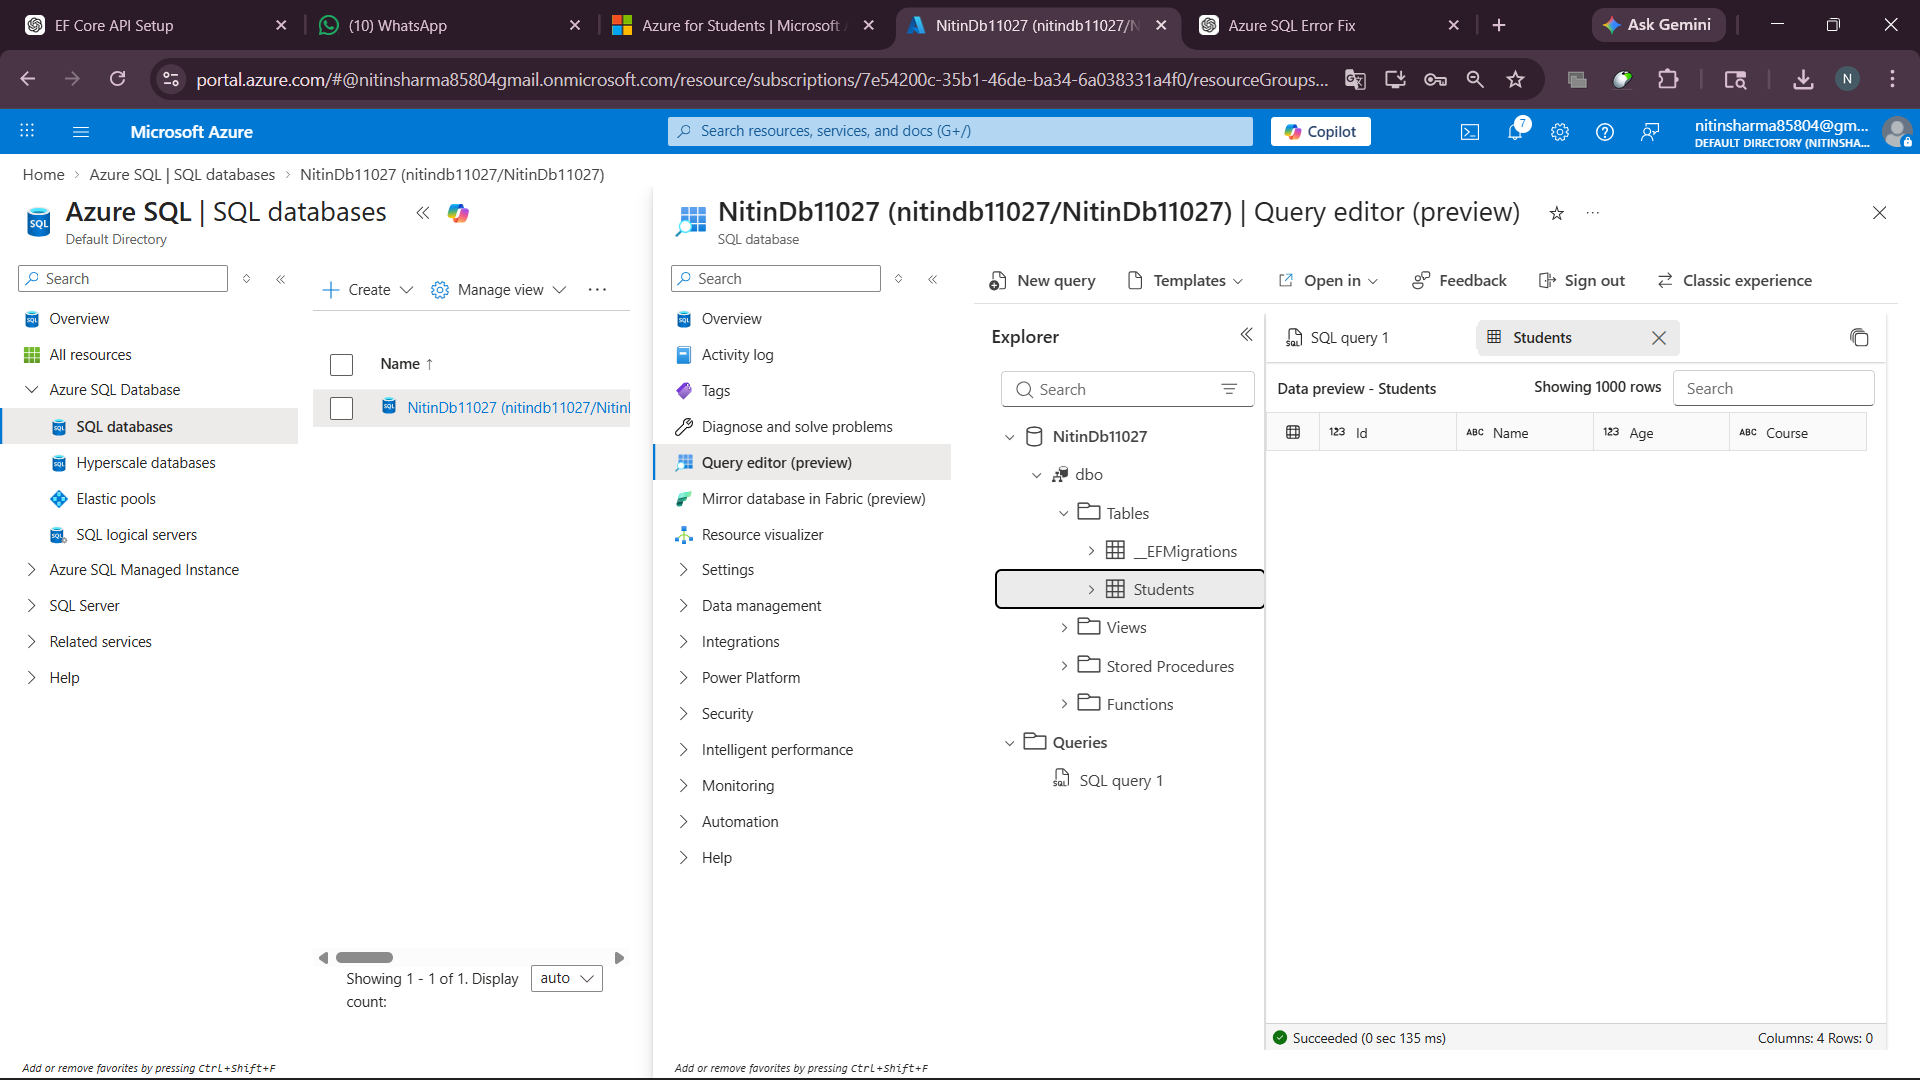 EF Core API Setup
(10) WhatsApp
Azure for Students | Microsoft
NitinDb11027 (nitindb11027/N
Azure SQL Error Fix
Ask Gemini
portal.azure.com/#@nitinsharma85804gmail.onmicrosoft.com/resource/subscriptions/7e54200c-35b1-46de-ba34-6a038331a4f0/resourceGroups...
N
Microsoft Azure
Search resources, services, and docs (G+/)
Copilot
7
nitinsharma85804@gm...
DEFAULT DIRECTORY (NITINSHA...
Home > Azure SQL | SQL databases > NitinDb11027 (nitindb11027/NitinDb11027)
Azure SQL | SQL databases
Default Directory
Search
Overview
All resources
Azure SQL Database
SQL databases
Hyperscale databases
Elastic pools
SQL logical servers
Azure SQL Managed Instance
SQL Server
Related services
Help
Create
Manage view
Name ↑
NitinDb11027 (nitindb11027/Nitin
Showing 1 - 1 of 1. Display
count:
auto
Add or remove favorites by pressing Ctrl+Shift+F
NitinDb11027 (nitindb11027/NitinDb11027) | Query editor (preview)
SQL database
Search
Overview
Activity log
Tags
Diagnose and solve problems
Query editor (preview)
Mirror database in Fabric (preview)
Resource visualizer
Settings
Data management
Integrations
Power Platform
Security
Intelligent performance
Monitoring
Automation
Help
Add or remove favorites by pressing Ctrl+Shift+F
New query
Templates
Open in
Feedback
Sign out
Classic experience
Explorer
Search
NitinDb11027
dbo
Tables
__EFMigrations
Students
Views
Stored Procedures
Functions
Queries
SQL query 1
SQL query 1
Students
Data preview - Students
Showing 1000 rows
Search
123 Id
ABC Name
123 Age
ABC Course
Succeeded (0 sec 135 ms)
Columns: 4 Rows: 0